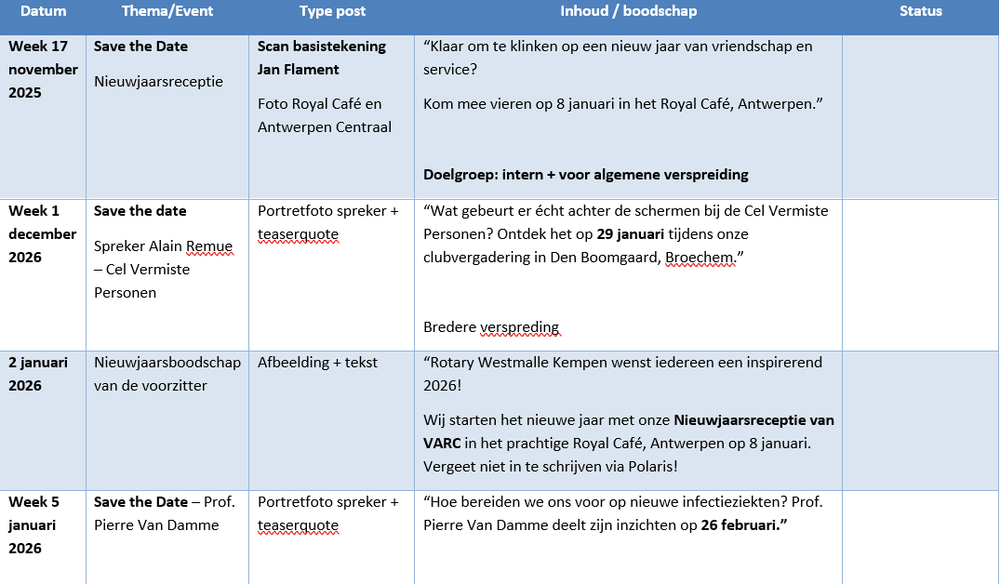 Datum Thema/Event Type post Inhoud / boodschap Status
Week 17
november
2025
Save the Date
Nieuwjaarsreceptie
Scan basistekening
Jan Flament
Foto Royal Café en
Antwerpen Centraal
“Klaar om te klinken op een nieuw jaar van vriendschap en
service?
Kom mee vieren op 8 januari in het Royal Café, Antwerpen.”
Doelgroep: intern + voor algemene verspreiding
Week 1
december
2026
Save the date
Spreker Alain Remue
– Cel Vermiste
Personen
Portretfoto spreker +
teaserquote
“Wat gebeurt er écht achter de schermen bij de Cel Vermiste
Personen? Ontdek het op 29 januari tijdens onze
clubvergadering in Den Boomgaard, Broechem.”
Bredere verspreding
2 januari
2026
Nieuwjaarsboodschap
van de voorzitter
Afbeelding + tekst
“Rotary Westmalle Kempen wenst iedereen een inspirerend
2026!
Wij starten het nieuwe jaar met onze Nieuwjaarsreceptie van
VARC in het prachtige Royal Café, Antwerpen op 8 januari.
Vergeet niet in te schrijven via Polaris!
Week 5
januari
2026
Save the Date – Prof.
Pierre Van Damme
Portretfoto spreker +
teaserquote
“Hoe bereiden we ons voor op nieuwe infectieziekten? Prof.
Pierre Van Damme deelt zijn inzichten op 26 februari.”